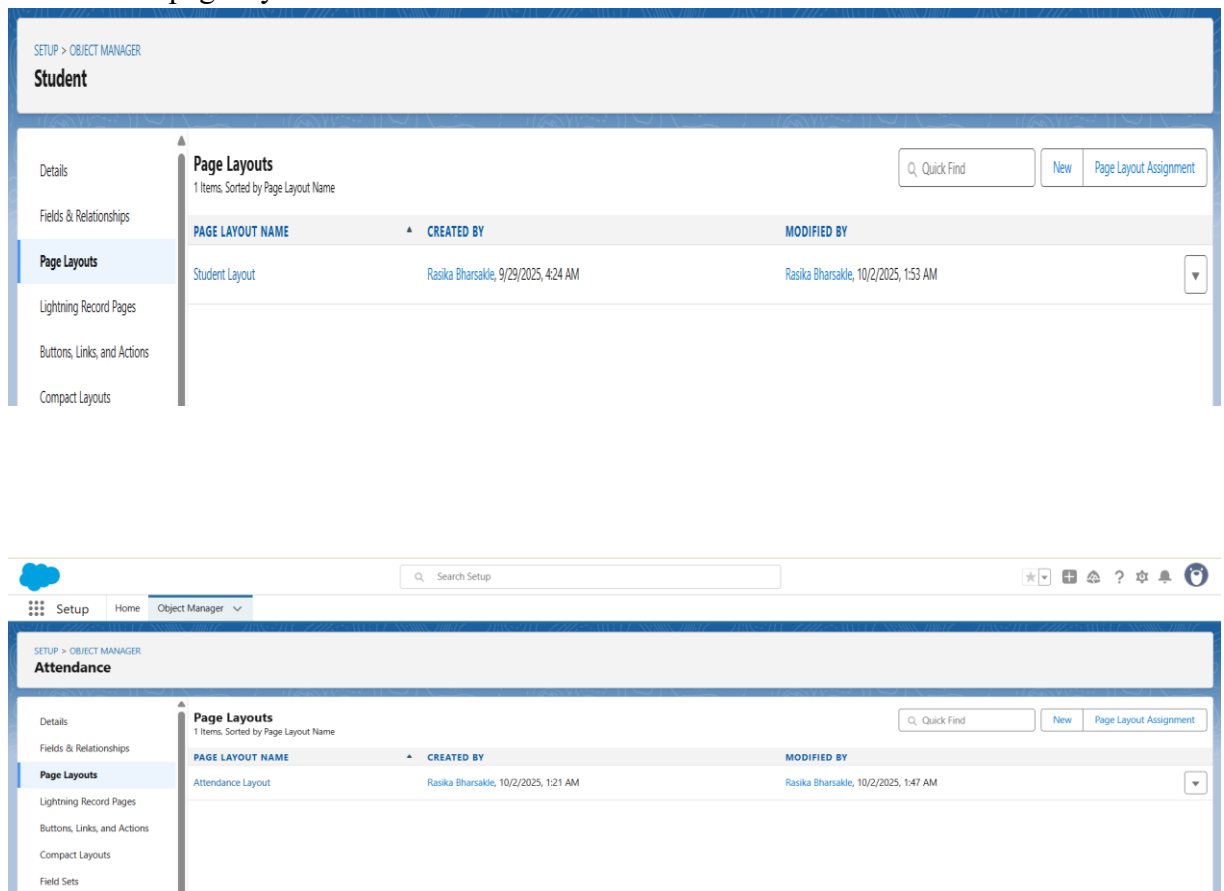 SETUP > OBJECT MANAGER
Student
Details
Fields & Relationships
Page Layouts
Lightning Record Pages
Buttons, Links, and Actions
Compact Layouts
Page Layouts
1 Items, Sorted by Page Layout Name
Quick Find
New
Page Layout Assignment
PAGE LAYOUT NAME CREATED BY MODIFIED BY
Student Layout Rasika Bharsakle, 9/29/2025, 4:24 AM Rasika Bharsakle, 10/2/2025, 1:53 AM
Search Setup
Setup Home Object Manager
SETUP > OBJECT MANAGER
Attendance
Details
Fields & Relationships
Page Layouts
Lightning Record Pages
Buttons, Links, and Actions
Compact Layouts
Field Sets
Page Layouts
1 Items, Sorted by Page Layout Name
Quick Find
New
Page Layout Assignment
PAGE LAYOUT NAME CREATED BY MODIFIED BY
Attendance Layout Rasika Bharsakle, 10/2/2025, 1:21 AM Rasika Bharsakle, 10/2/2025, 1:47 AM